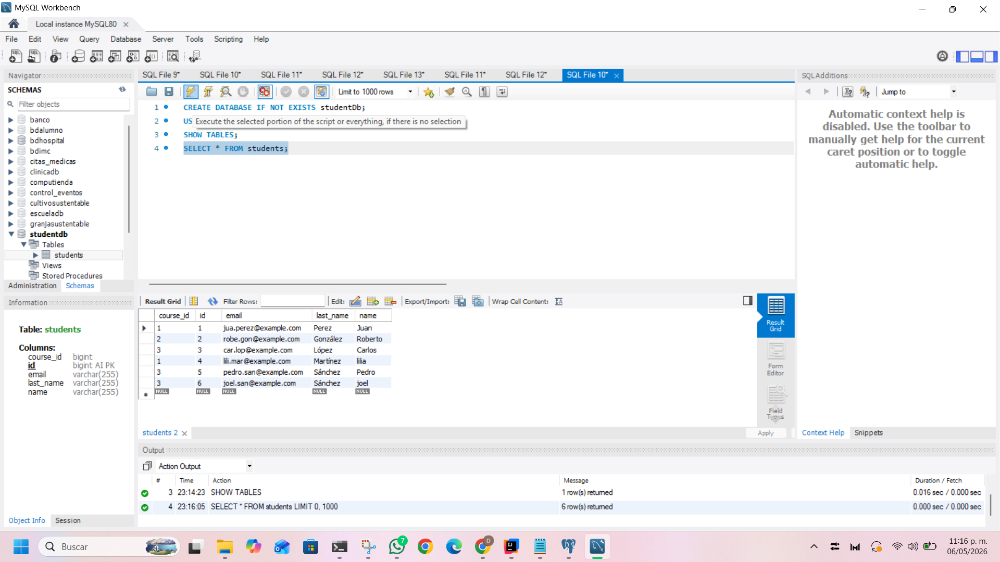 MySQL Workbench
Local instance MySQL80
File Edit View Query Database Server Tools Scripting Help
Navigator
SCHEMAS
Filter objects
banco
bdalumno
bdhospital
bdimc
citas_medicas
clinicadb
computienda
control_eventos
cultivosustentable
escueladb
granjasustentable
studentdb
Tables
students
Views
Stored Procedures
Administration Schemas
Information
Table: students
Columns:
course_id bigint
id bigint AI PK
email varchar(255)
last_name varchar(255)
name varchar(255)
Object Info Session
SQL File 9* SQL File 10* SQL File 11* SQL File 12* SQL File 13* SQL File 11* SQL File 12* SQL File 10*
Limit to 1000 rows
1 CREATE DATABASE IF NOT EXISTS studentDb;
2 US
Execute the selected portion of the script or everything, if there is no selection
3 SHOW TABLES;
4 SELECT * FROM students;
Result Grid Filter Rows: Edit: Export/Import: Wrap Cell Content:
course_id id email last_name name
1 1 jua.perez@example.com Perez Juan
2 2 robe.gon@example.com González Roberto
3 3 car.lop@example.com López Carlos
1 4 lili.mar@example.com Martínez lilia
3 5 pedro.san@example.com Sánchez Pedro
3 6 joel.san@example.com Sánchez joel
NULL NULL NULL NULL NULL
Result Grid
Form Editor
Field Types
students 2
Apply
SQLAdditions
Jump to
Automatic context help is
disabled. Use the toolbar to
manually get help for the current
caret position or to toggle
automatic help.
Context Help Snippets
Output
Action Output
# Time Action Message Duration / Fetch
3 23:14:23 SHOW TABLES 1 row(s) returned 0.016 sec / 0.000 sec
4 23:16:05 SELECT * FROM students LIMIT 0, 1000 6 row(s) returned 0.000 sec / 0.000 sec
Buscar
7
D
11:16 p. m.
06/05/2026